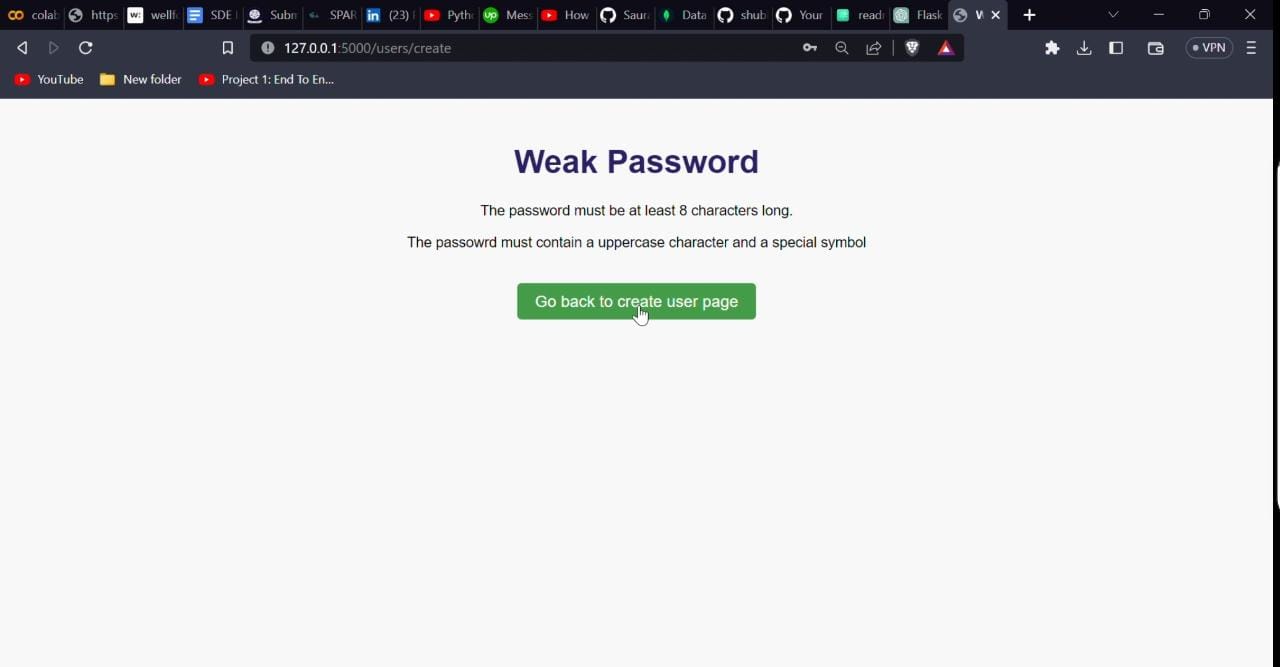 colab https wellf SDE Subm SPAR (23) Pyth Mess How Saur Data shub Your readm Flask W
127.0.0.1:5000/users/create VPN
YouTube New folder Project 1: End To En...
Weak Password
The password must be at least 8 characters long.
The passowrd must contain a uppercase character and a special symbol
Go back to create user page